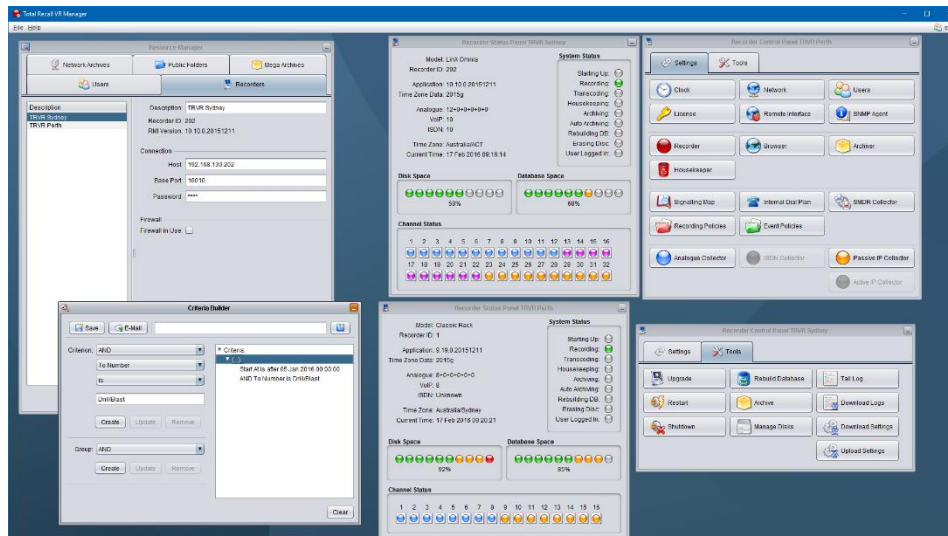 Total Recall VR Manager
File Help
Resource Manager
Network Archives
Public Folders
Mega Archives
Users
Recorders
Description
TRVR Sydney
TRVR Perth
Description: TRVR Sydney
Recorder ID: 202
RMI Version: 10.10.0.20151211
Connection
Host: 192.168.130.202
Base Port: 10010
Password: ****
Firewall
Firewall in Use:
Recorder Status Panel TRVR Sydney
Model: LinX Omnia
Recorder ID: 202
Application: 10.10.0.20151211
Time Zone Data: 2015g
Analogue: 12+0+0+0+0+0
VoIP: 10
ISDN: 10
Time Zone: Australia/ACT
Current Time: 17 Feb 2016 09:16:14
System Status
Starting Up:
Recording:
Transcoding:
Housekeeping:
Archiving:
Auto Archiving:
Rebuilding DB:
Erasing Disc:
User Logged In:
Disk Space
Database Space
59%
68%
Channel Status
1 2 3 4 5 6 7 8 9 10 11 12 13 14 15 16
17 18 19 20 21 22 23 24 25 26 27 28 29 30 31 32
Recorder Control Panel TRVR Perth
Settings
Tools
Clock
Network
Users
License
Remote Interface
SNMP Agent
Recorder
Browser
Archiver
Housekeeper
Signalling Map
Internal Dial Plan
SMDR Collector
Recording Policies
Event Policies
Analogue Collector
ISDN Collector
Passive IP Collector
Active IP Collector
Criteria Builder
Save
E-Mail
Criterion: AND
To Number
is
Drill/Blast
Create
Update
Remove
Group: AND
Create
Update
Remove
Criteria
(...)
Start At is after 05 Jan 2016 00:00:00
AND To Number is Drill/Blast
Clear
Recorder Status Panel TRVR Perth
Model: Classic Rack
Recorder ID: 1
Application: 9.19.0.20151211
Time Zone Data: 2015g
Analogue: 8+0+0+0+0+0
VoIP: 8
ISDN: Unknown
Time Zone: Australia/Sydney
Current Time: 17 Feb 2016 09:20:21
System Status
Starting Up:
Recording:
Transcoding:
Housekeeping:
Archiving:
Auto Archiving:
Rebuilding DB:
Erasing Disc:
User Logged In:
Disk Space
Database Space
92%
85%
Channel Status
1 2 3 4 5 6 7 8 9 10 11 12 13 14 15 16
Recorder Control Panel TRVR Sydney
Settings
Tools
Upgrade
Rebuild Database
Tail Log
Restart
Archive
Download Logs
Shutdown
Manage Disks
Download Settings
Upload Settings